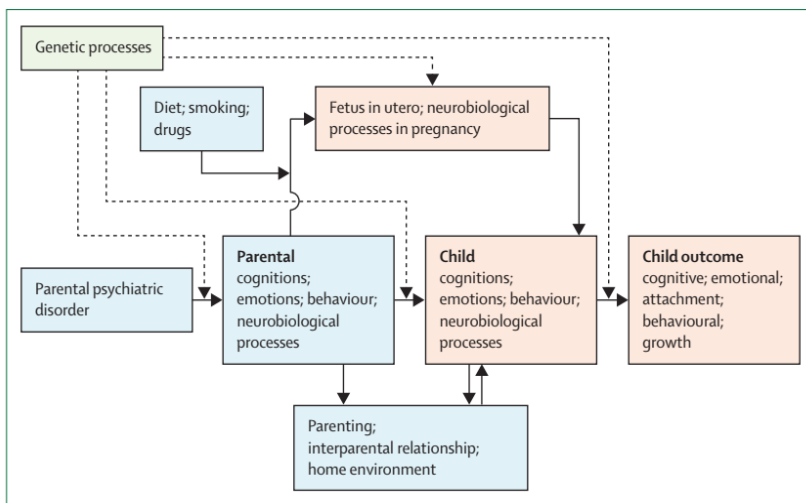 Genetic processes
Diet; smoking;
drugs
Fetus in utero; neurobiological
processes in pregnancy
Parental psychiatric
disorder
Parental
cognitions;
emotions; behaviour;
neurobiological
processes
Child
cognitions;
emotions; behaviour;
neurobiological
processes
Child outcome
cognitive; emotional;
attachment;
behavioural;
growth
Parenting;
interparental relationship;
home environment